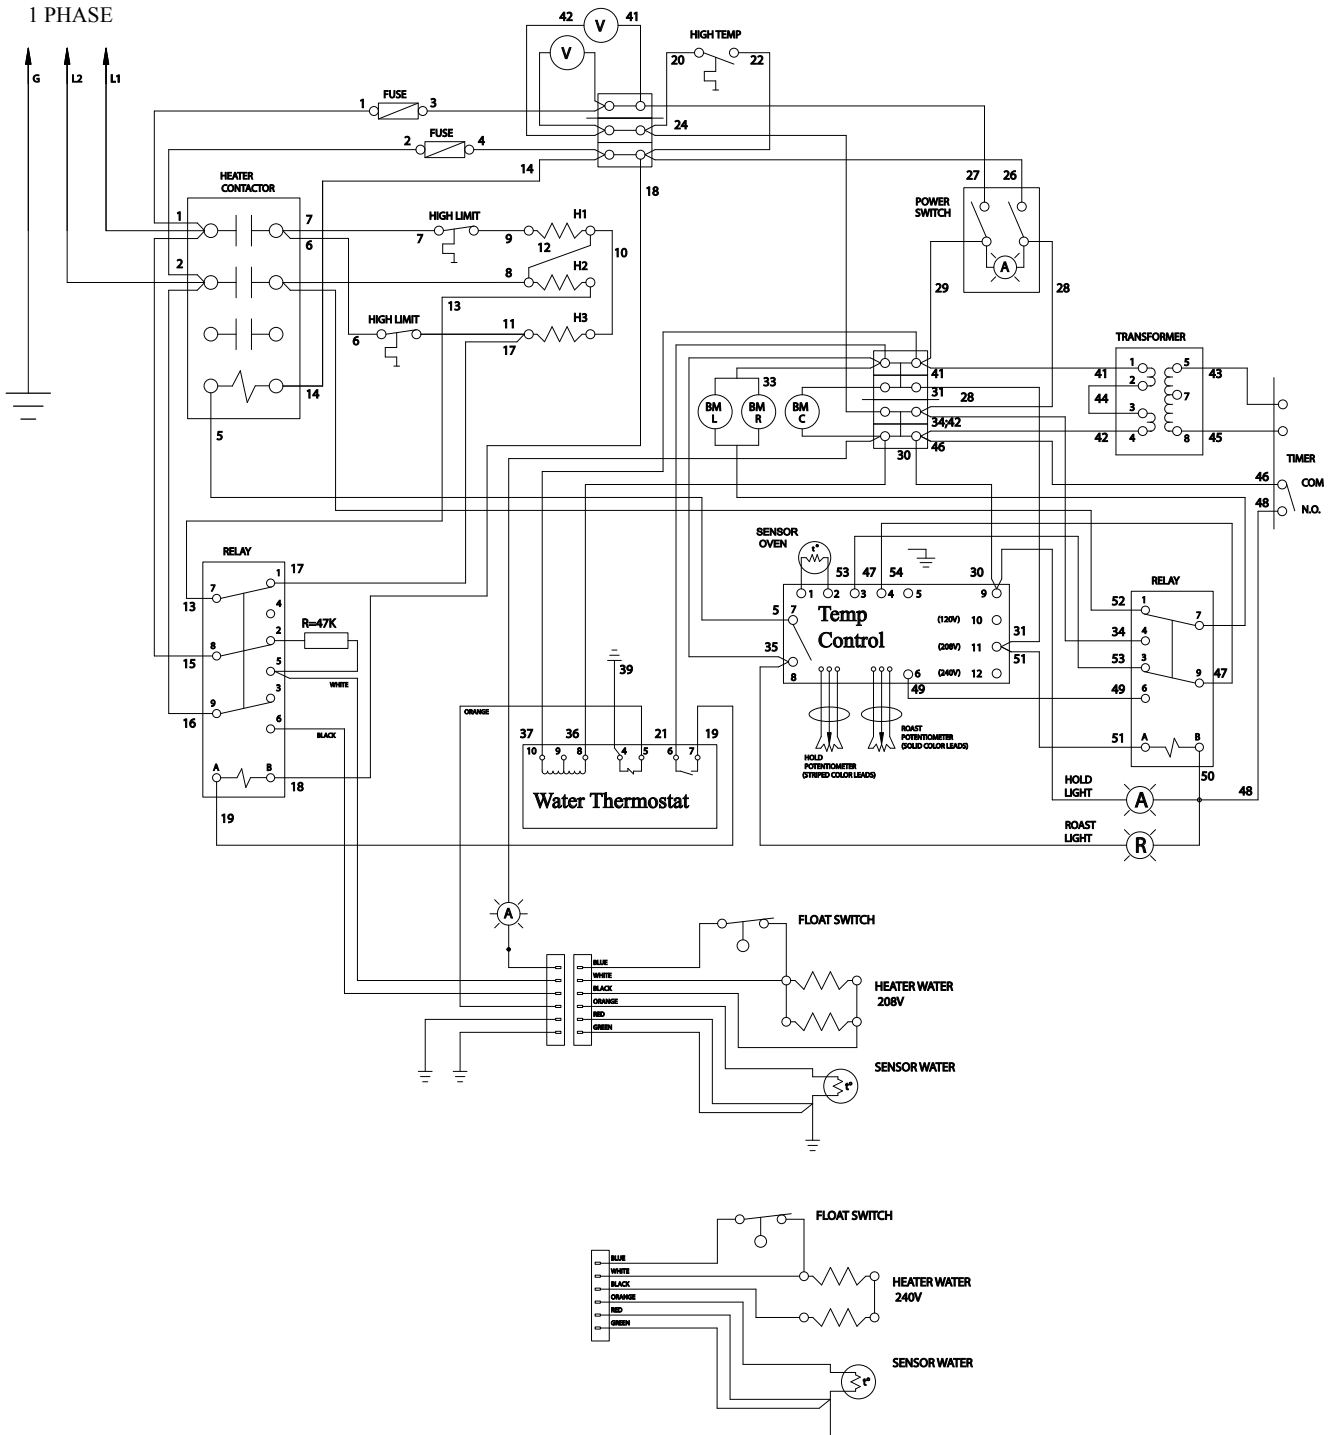 1 PHASE
G
L2
L1
42
V
41
V
HIGH TEMP
20
22
FUSE
1
3
FUSE
2
4
24
14
18
HEATER
CONTACTOR
1
7
6
2
14
5
HIGH LIMIT
7
9
H1
12
10
8
H2
13
HIGH LIMIT
6
11
17
H3
27
26
POWER
SWITCH
A
29
28
33
BM
L
BM
R
BM
C
41
31
28
34;42
46
30
TRANSFORMER
41
1
2
44
3
42
4
5
43
7
8
45
TIMER
46
COM
48
N.O.
RELAY
17
1
7
13
4
R=47K
2
8
15
5
WHITE
3
9
16
6
BLACK
A
B
18
19
SENSOR
OVEN
t°
53
47
54
30
1
2
3
4
5
9
5
7
Temp
Control
(120V) 10
35
(208V) 11
31
51
8
6
49
(240V) 12
HOLD
POTENTIOMETER
(STRIPED COLOR LEADS)
ROAST
POTENTIOMETER
(SOLID COLOR LEADS)
RELAY
52
1
7
34
4
53
3
9
47
49
6
51
A
B
50
HOLD
LIGHT
A
48
ROAST
LIGHT
R
ORANGE
39
37
36
21
19
10
9
8
4
5
6
7
Water Thermostat
A
FLOAT SWITCH
BLUE
WHITE
BLACK
ORANGE
RED
GREEN
HEATER WATER
208V
SENSOR WATER
t°
FLOAT SWITCH
BLUE
WHITE
BLACK
ORANGE
RED
GREEN
HEATER WATER
240V
SENSOR WATER
t°